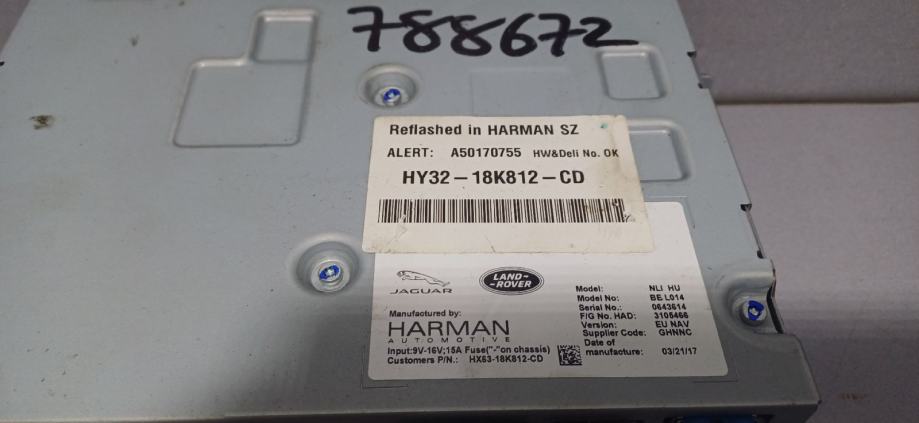 788672
Reflashed in HARMAN SZ
ALERT: A50170755 HW&Deli No. OK
HY32-18K812-CD
JAGUAR
LAND-
-ROVER
Manufactured by:
HARMAN
AUTOMOTIVE
Input:9V-16V;15A Fuse("-"on chassis)
Customers P/N.: HX63-18K812-CD
Model: NLI HU
Model No: BE L014
Serial No.: 0643614
F/G No. HAD: 3105466
Version: EU NAV
Supplier Code: GHNNC
Date of
manufacture: 03/21/17